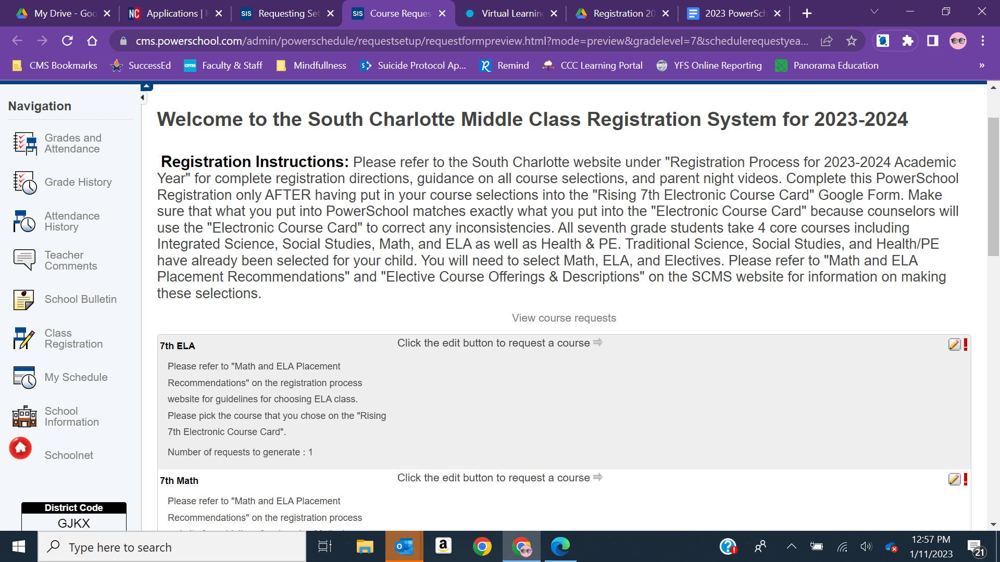 My Drive - Goo
Applications | F
SIS Requesting Set
SIS Course Reques
Virtual Learning
Registration 20
2023 PowerSch
cms.powerschool.com/admin/powerschedule/requestsetup/requestformpreview.html?mode=preview&gradelevel=7&schedulerequestyea...
CMS Bookmarks
SuccessEd
cms Faculty & Staff
Mindfullness
Suicide Protocol Ap...
Remind
CCC Learning Portal
YFS Online Reporting
Panorama Education
»
Navigation
Grades and
Attendance
Grade History
Attendance
History
Teacher
Comments
School Bulletin
Class
Registration
My Schedule
School
Information
Schoolnet
District Code
GJKX
Welcome to the South Charlotte Middle Class Registration System for 2023-2024
Registration Instructions: Please refer to the South Charlotte website under "Registration Process for 2023-2024 Academic
Year" for complete registration directions, guidance on all course selections, and parent night videos. Complete this PowerSchool
Registration only AFTER having put in your course selections into the "Rising 7th Electronic Course Card" Google Form. Make
sure that what you put into PowerSchool matches exactly what you put into the "Electronic Course Card" because counselors will
use the "Electronic Course Card" to correct any inconsistencies. All seventh grade students take 4 core courses including
Integrated Science, Social Studies, Math, and ELA as well as Health & PE. Traditional Science, Social Studies, and Health/PE
have already been selected for your child. You will need to select Math, ELA, and Electives. Please refer to "Math and ELA
Placement Recommendations" and "Elective Course Offerings & Descriptions" on the SCMS website for information on making
these selections.
View course requests
7th ELA
Click the edit button to request a course
Please refer to "Math and ELA Placement
Recommendations" on the registration process
website for guidelines for choosing ELA class.
Please pick the course that you chose on the "Rising
7th Electronic Course Card".
Number of requests to generate : 1
7th Math
Click the edit button to request a course
Please refer to "Math and ELA Placement
Recommendations" on the registration process
Type here to search
12:57 PM
1/11/2023
21